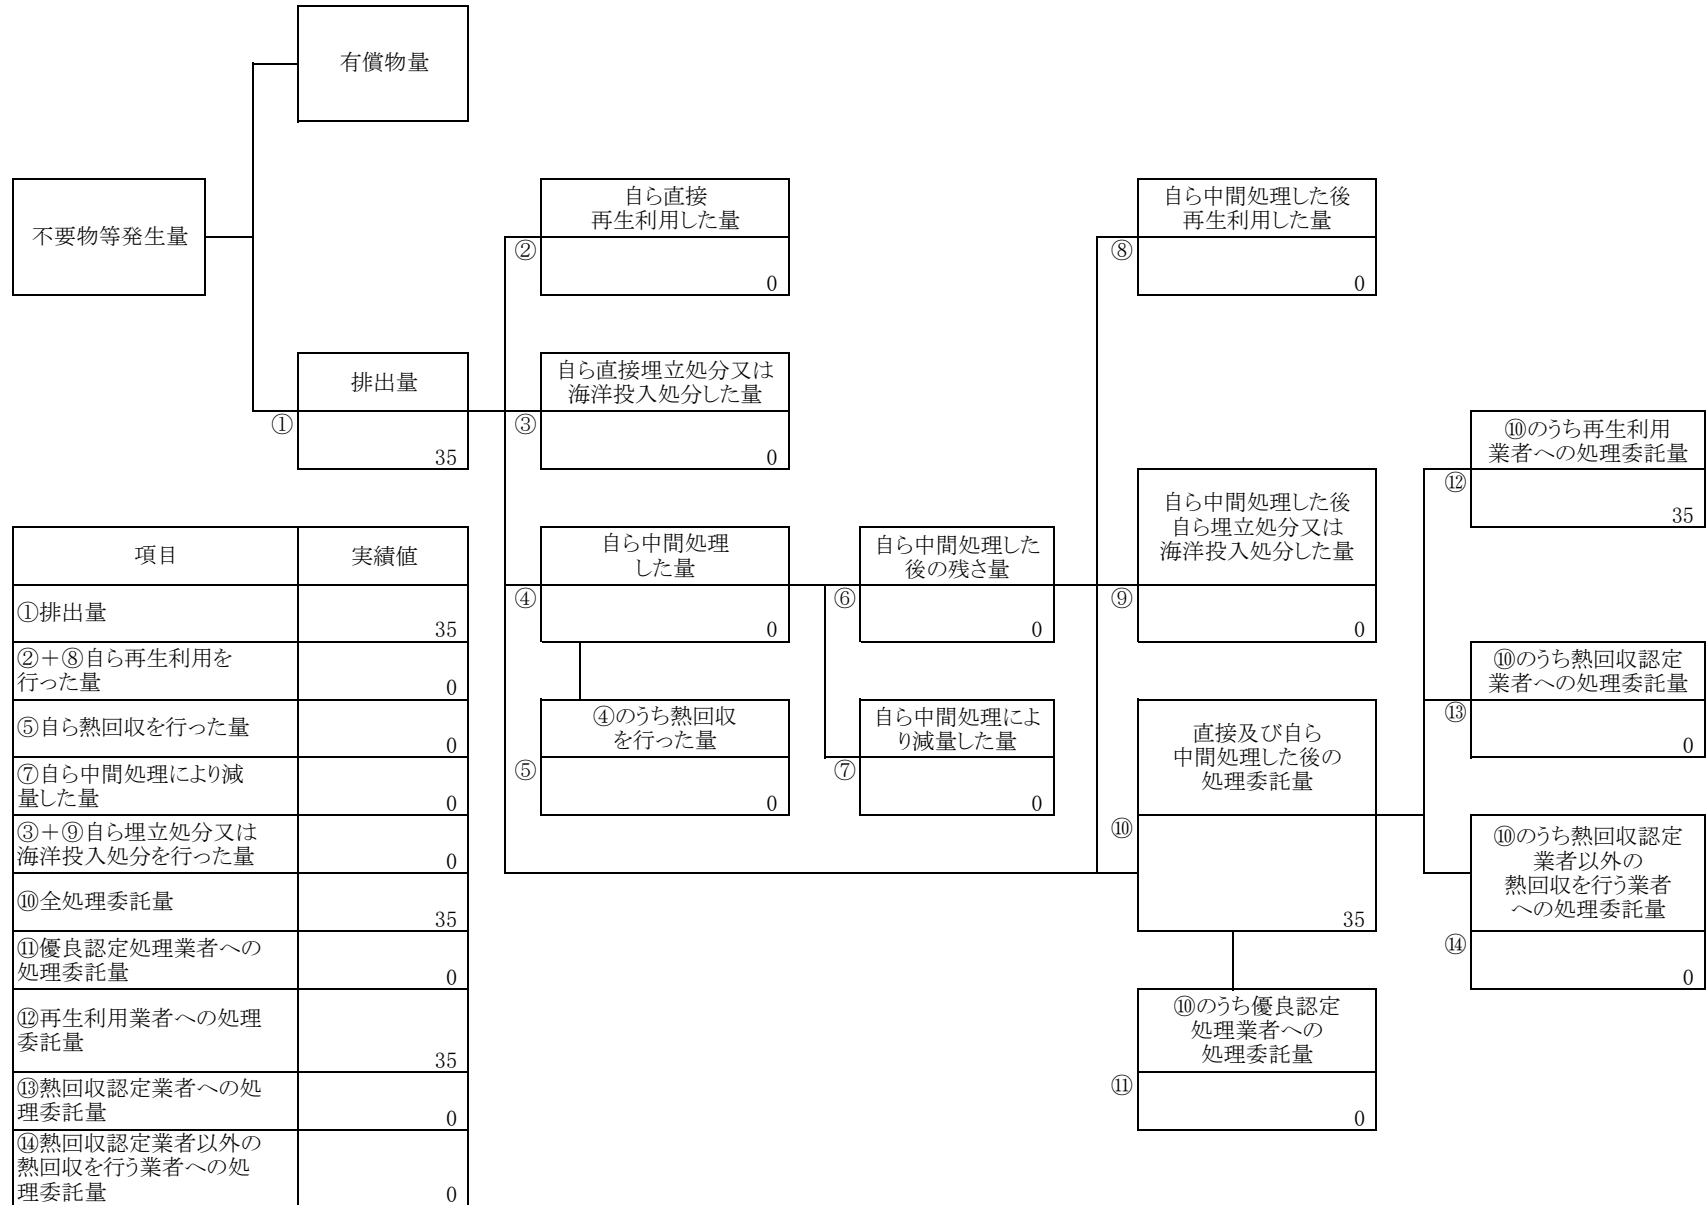 有償物量
不要物等発生量
自ら直接
再生利用した量
②
0
自ら中間処理した後
再生利用した量
⑧
0
排出量
①
35
自ら直接埋立処分又は
海洋投入処分した量
③
0
⑩のうち再生利用
業者への処理委託量
⑫
35
自ら中間処理
した量
④
0
自ら中間処理した
後の残さ量
⑥
0
自ら中間処理した後
自ら埋立処分又は
海洋投入処分した量
⑨
0
④のうち熱回収
を行った量
⑤
0
自ら中間処理によ
り減量した量
⑦
0
直接及び自ら
中間処理した後の
処理委託量
⑩
35
⑩のうち熱回収認定
業者への処理委託量
⑬
0
⑩のうち熱回収認定
業者以外の
熱回収を行う業者
への処理委託量
⑭
0
⑩のうち優良認定
処理業者への
処理委託量
⑪
0
項目 実績値
①排出量
35
②＋⑧自ら再生利用を
行った量
0
⑤自ら熱回収を行った量
0
⑦自ら中間処理により減
量した量
0
③＋⑨自ら埋立処分又は
海洋投入処分を行った量
0
⑩全処理委託量
35
⑪優良認定処理業者への
処理委託量
0
⑫再生利用業者への処理
委託量
35
⑬熱回収認定業者への処
理委託量
0
⑭熱回収認定業者以外の
熱回収を行う業者への処
理委託量
0